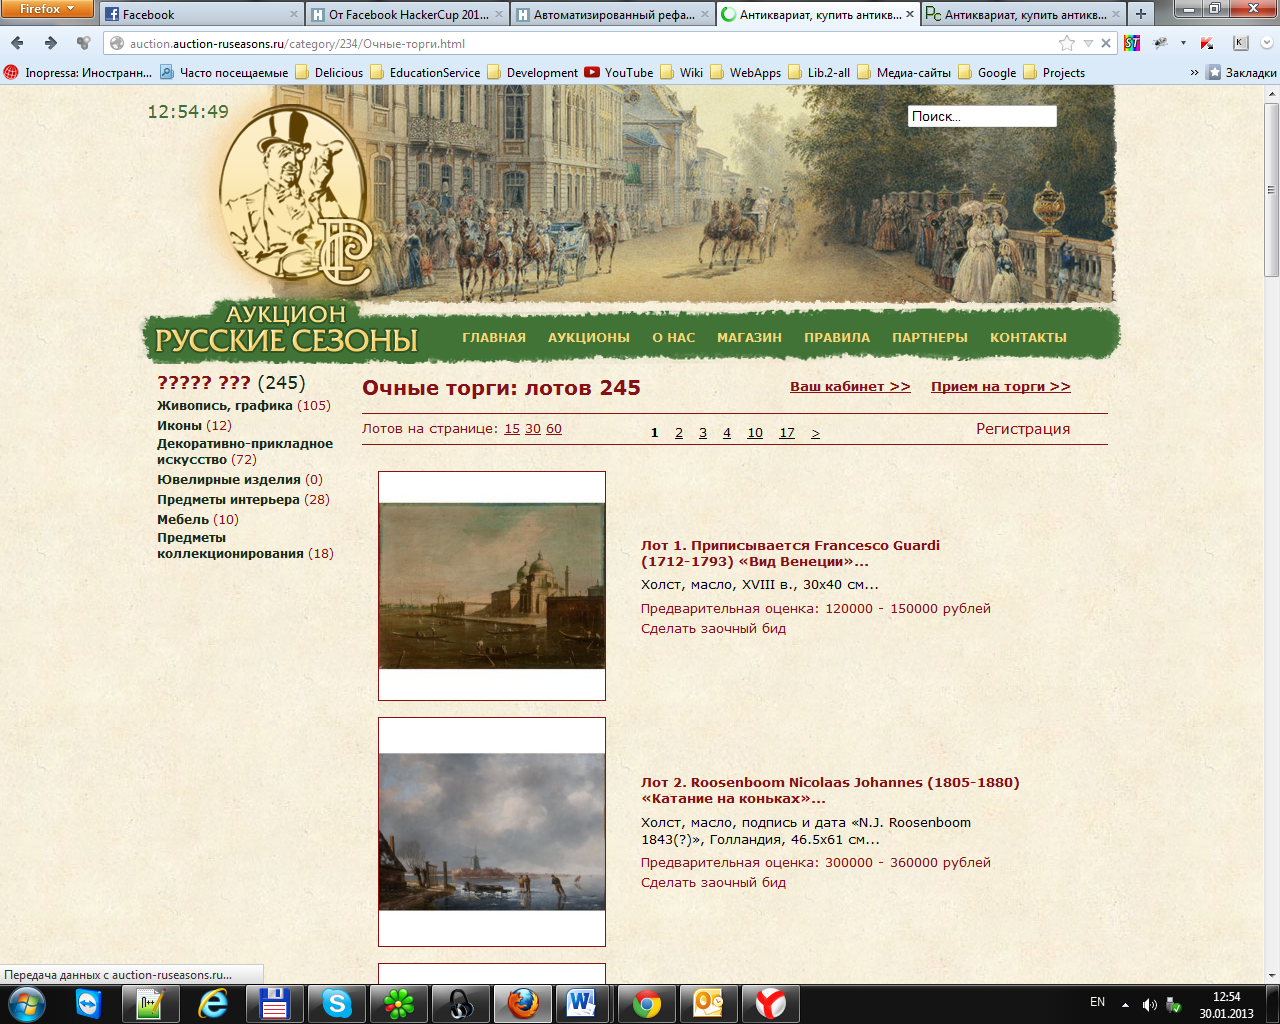 Firefox
Facebook
От Facebook HackerCup 201...
Автоматизированный рефа...
Антиквариат, купить антикв...
Антиквариат, купить антикв...
auction.auction-ruseasons.ru/category/234/Очные-торги.html
Inopressa: Иностранн...
Часто посещаемые
Delicious
EducationService
Development
YouTube
Wiki
WebApps
Lib.2-all
Медиа-сайты
Google
Projects
»
Закладки
12:54:49
Поиск...
АУКЦИОН
РУССКИЕ СЕЗОНЫ
ГЛАВНАЯ АУКЦИОНЫ О НАС МАГАЗИН ПРАВИЛА ПАРТНЕРЫ КОНТАКТЫ
????? ??? (245)
Живопись, графика (105)
Иконы (12)
Декоративно-прикладное
искусство (72)
Ювелирные изделия (0)
Предметы интерьера (28)
Мебель (10)
Предметы
коллекционирования (18)
Очные торги: лотов 245
Ваш кабинет >> Прием на торги >>
Лотов на странице: 15 30 60
1 2 3 4 10 17 >
Регистрация
Лот 1. Приписывается Francesco Guardi
(1712-1793) «Вид Венеции»...
Холст, масло, XVIII в., 30x40 см...
Предварительная оценка: 120000 - 150000 рублей
Сделать заочный бид
Лот 2. Roosenboom Nicolaas Johannes (1805-1880)
«Катание на коньках»...
Холст, масло, подпись и дата «N.J. Roosenboom
1843(?)», Голландия, 46.5x61 см...
Предварительная оценка: 300000 - 360000 рублей
Сделать заочный бид
Передача данных с auction-ruseasons.ru...
EN
12:54
30.01.2013